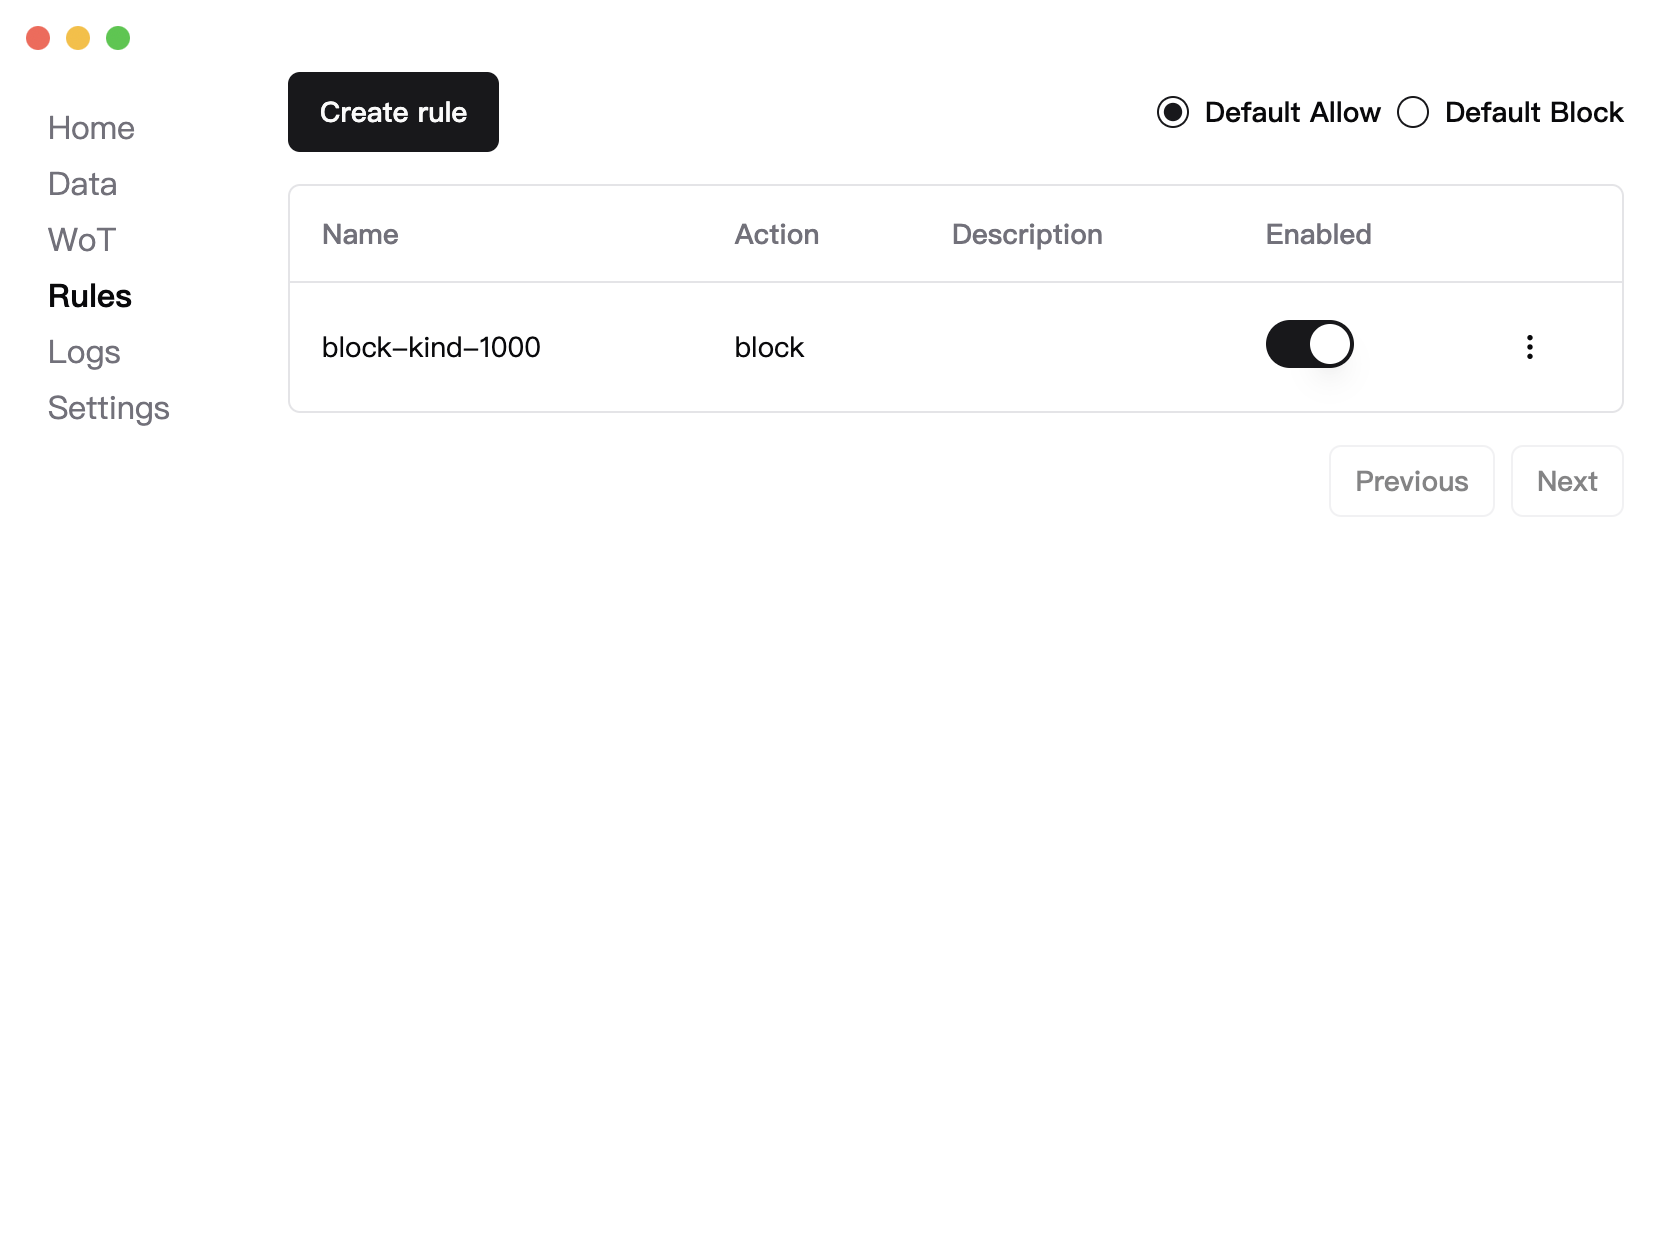 Home
Data
WoT
Rules
Logs
Settings
Create rule
Default Allow Default Block
Name Action Description Enabled
block-kind-1000 block
Previous Next